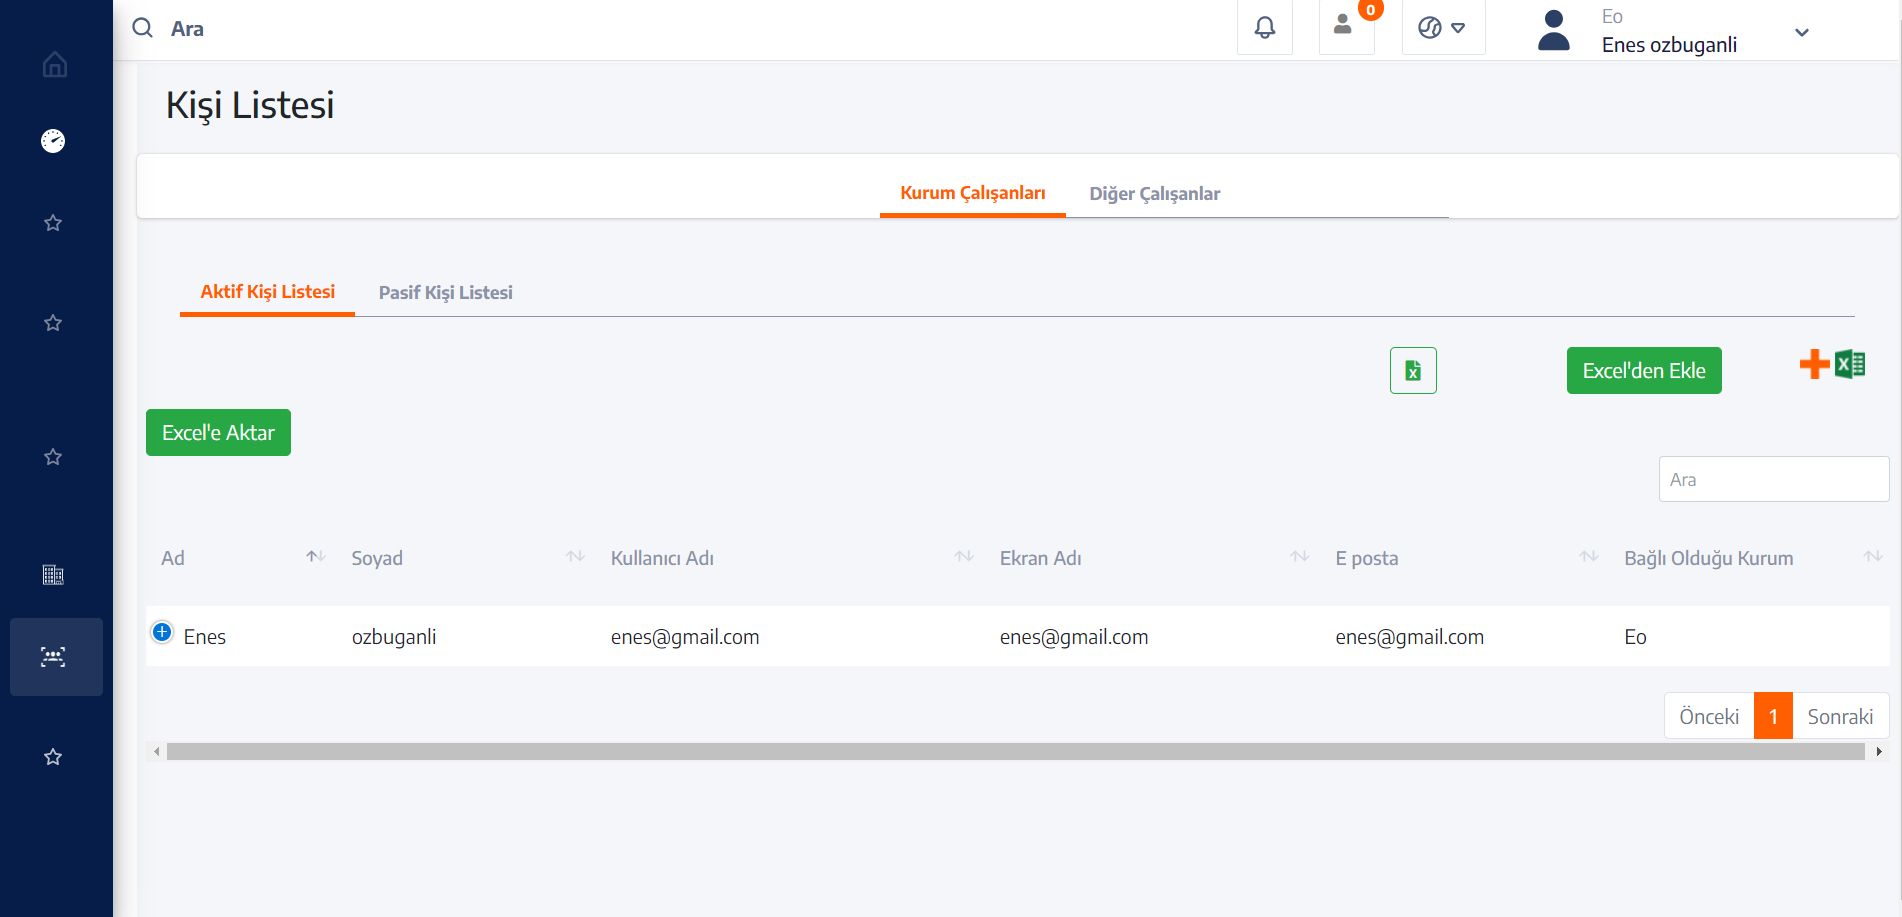 Ara
0
Eo
Enes ozbuganli
Kişi Listesi
Kurum Çalışanları Diğer Çalışanlar
Aktif Kişi Listesi Pasif Kişi Listesi
Excel'den Ekle
Excel'e Aktar
Ara
Ad Soyad Kullanıcı Adı Ekran Adı E posta Bağlı Olduğu Kurum
Enes ozbuganli enes@gmail.com enes@gmail.com enes@gmail.com Eo
Önceki 1 Sonraki